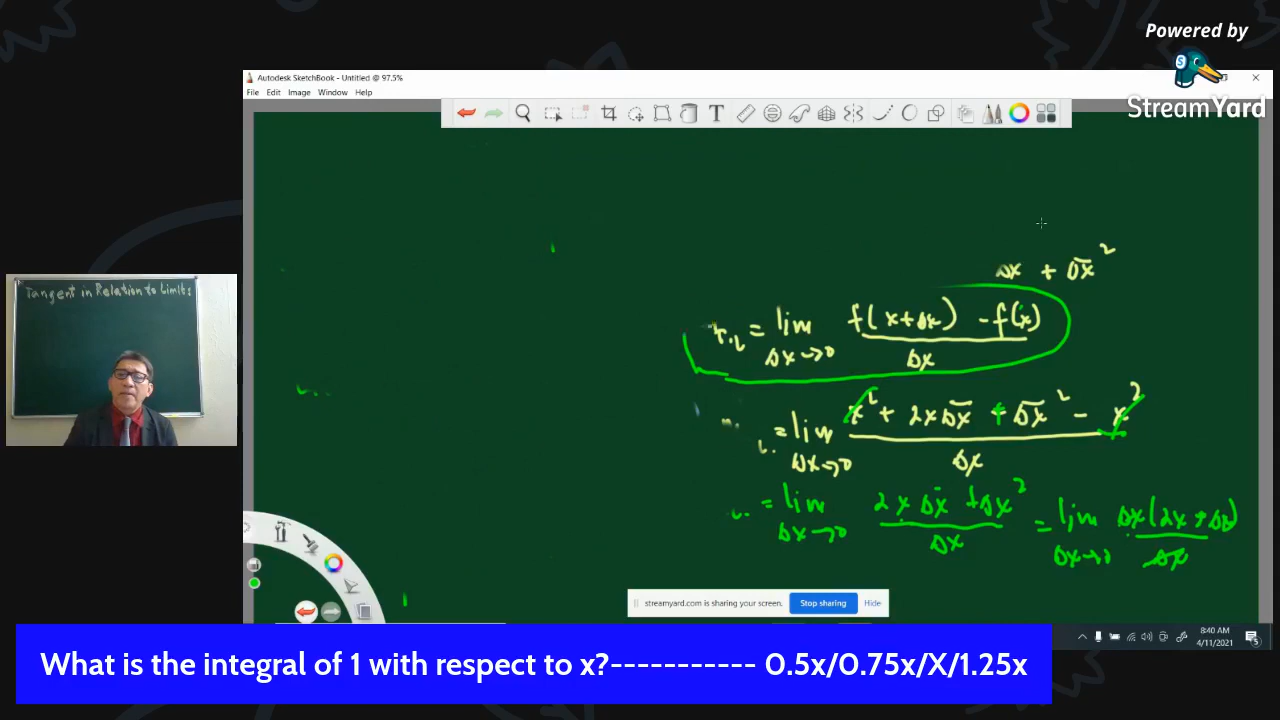 Powered by
StreamYard
Autodesk SketchBook - Untitled @ 97.5%
File Edit Image Window Help
Tangent in Relation to Limits
Δx + Δx²
= lim Δx→0 f(x+Δx) - f(x) / Δx
= lim Δx→0 x² + 2xΔx + Δx² - x² / Δx
= lim Δx→0 2xΔx + Δx² / Δx = lim Δx→0 Δx(2x+Δx) / Δx
streamyard.com is sharing your screen. Stop sharing Hide
8:40 AM
4/11/2021
What is the integral of 1 with respect to x?----------- 0.5x/0.75x/X/1.25x